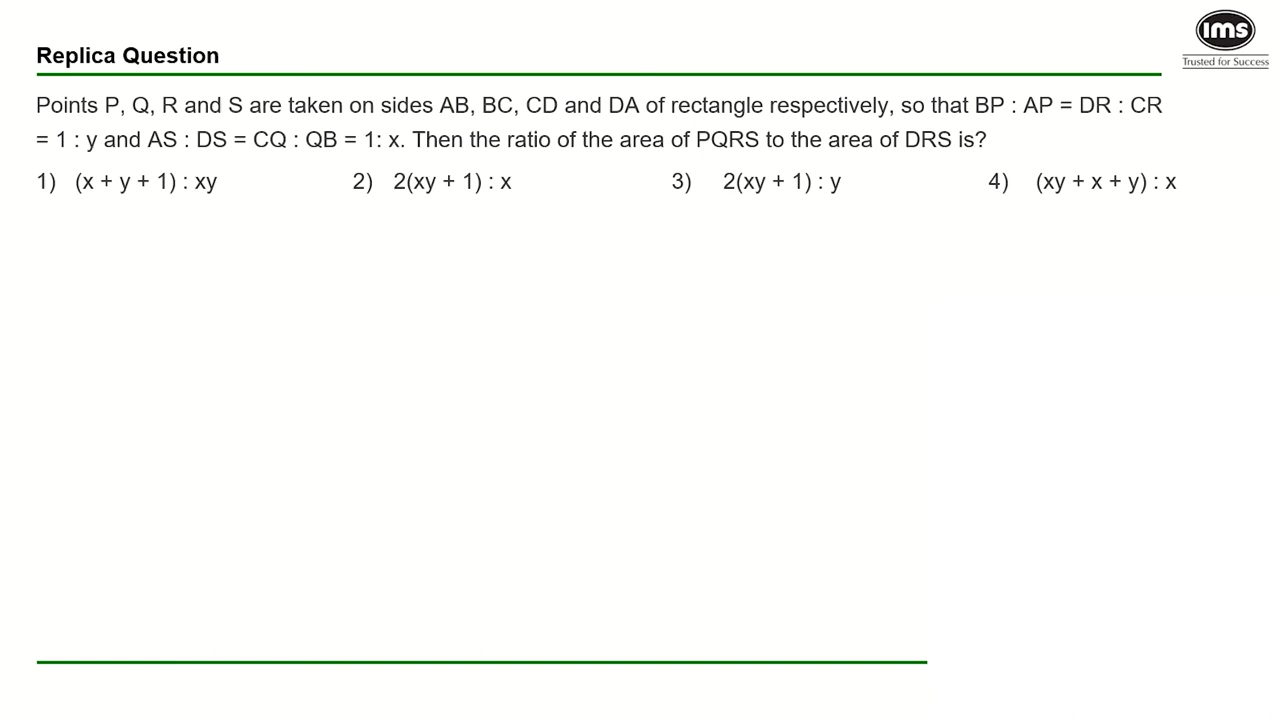 ims
Trusted for Success
Replica Question
Points P, Q, R and S are taken on sides AB, BC, CD and DA of rectangle respectively, so that BP : AP = DR : CR
= 1 : y and AS : DS = CQ : QB = 1: x. Then the ratio of the area of PQRS to the area of DRS is?
1) (x + y + 1) : xy 2) 2(xy + 1) : x 3) 2(xy + 1) : y 4) (xy + x + y) : x